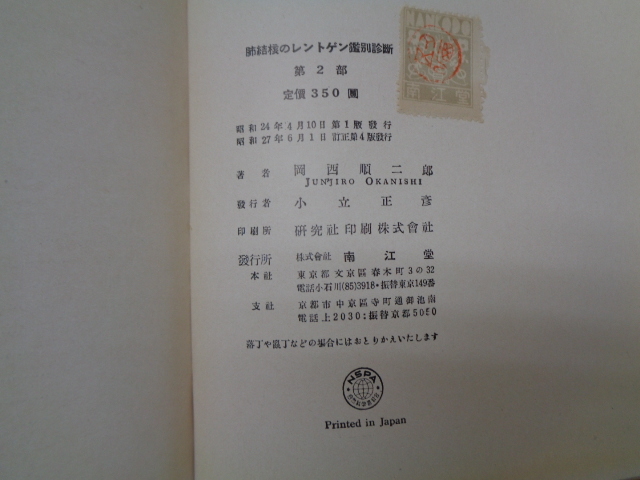 肺結核のレントゲン鑑別診断
第2部
定價350圓
NANKODO
南江堂
昭和24年4月10日 第1版發行
昭和27年6月1日 訂正第4版發行
著者 岡西順二郎
JUNJIRO OKANISHI
發行者 小立正彦
印刷所 研究社印刷株式會社
發行所 株式會社 南江堂
本社 東京都文京區春木町3の32
電話小石川(85)3918・振替東京149番
支社 京都市中京區寺町通御池南
電話上2030;振替京都5050
落丁や亂丁などの場合にはおとりかえいたします
NSPA
Printed in Japan